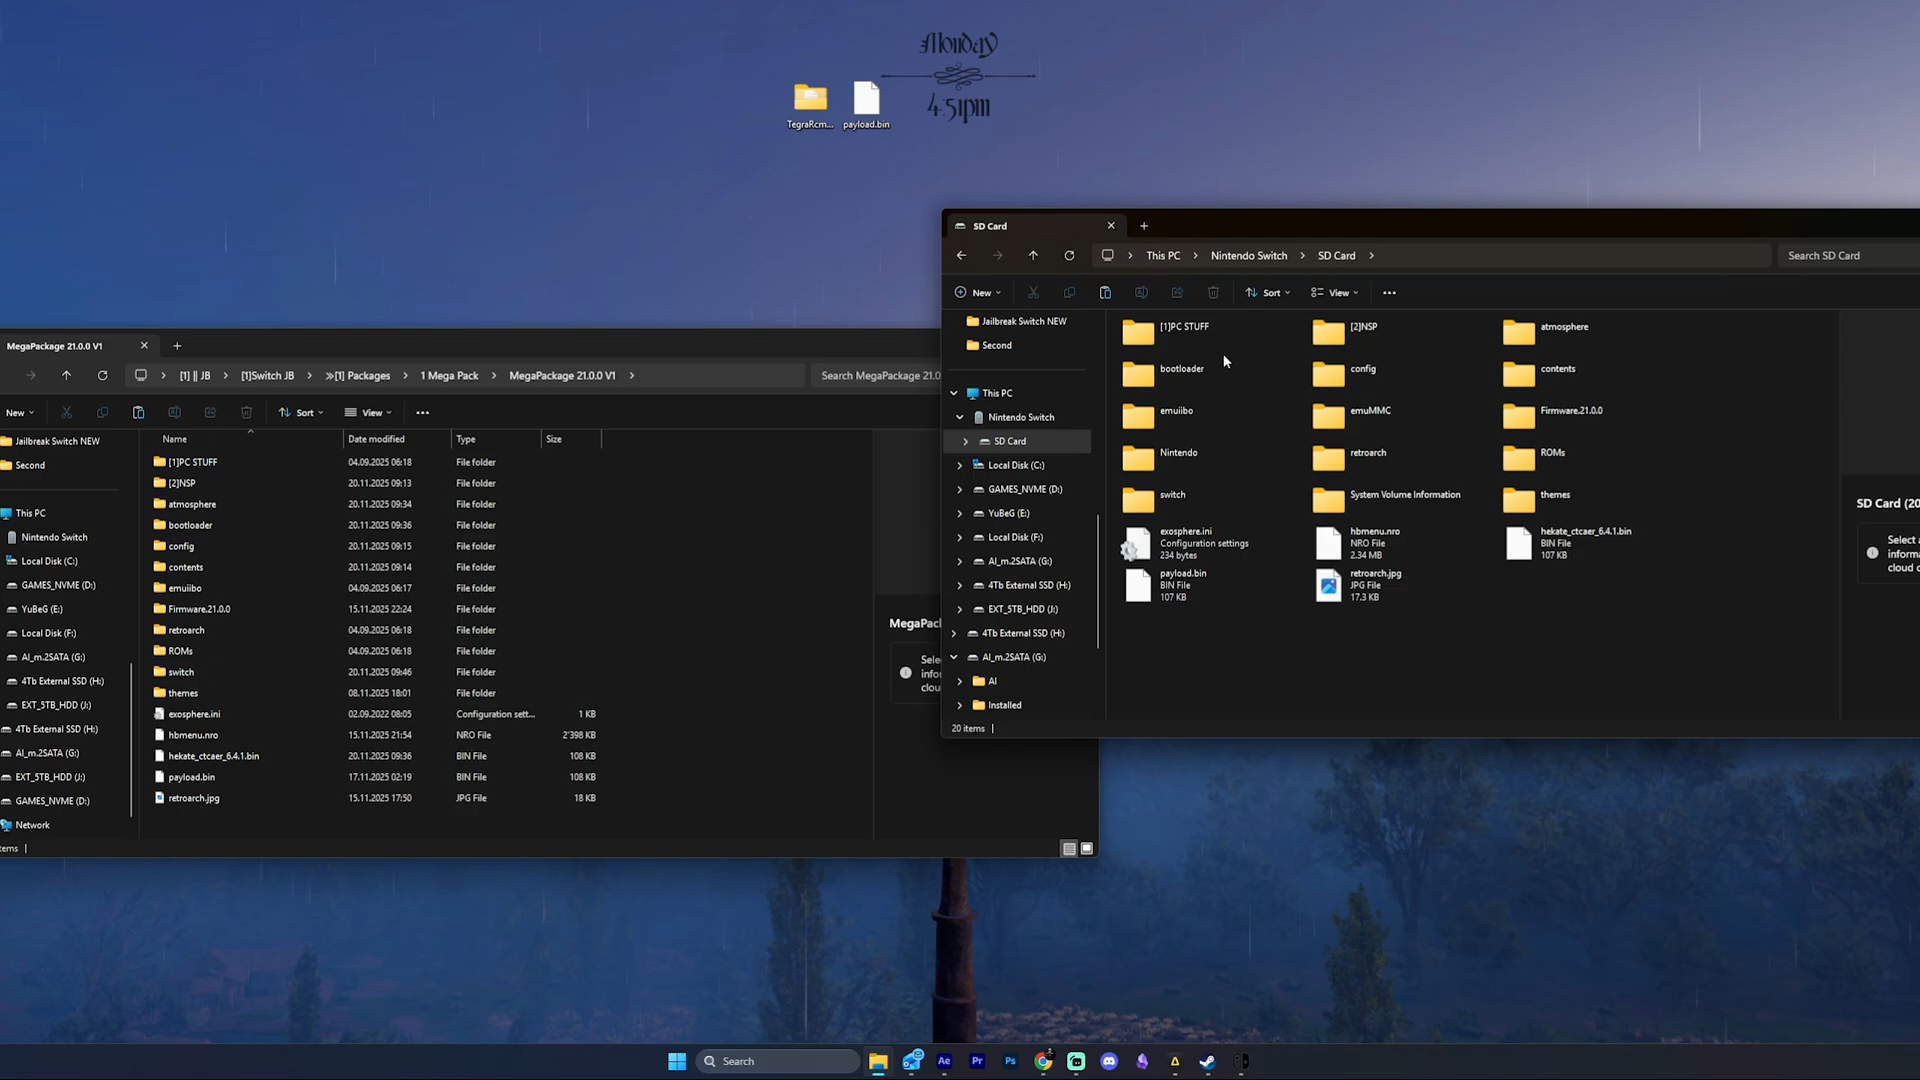 Monday
4:51pm
TegraRcm...
payload.bin
SD Card
This PC > Nintendo Switch > SD Card >
Search SD Card
New
Sort
View
Jailbreak Switch NEW
Second
This PC
Nintendo Switch
SD Card
Local Disk (C:)
GAMES_NVME (D:)
YuBeG (E:)
Local Disk (F:)
AI_m.2SATA (G:)
4Tb External SSD (H:)
EXT_5TB_HDD (J:)
4Tb External SSD (H:)
AI_m.2SATA (G:)
AI
Installed
[1]PC STUFF
[2]NSP
atmosphere
bootloader
config
contents
emuiibo
emuMMC
Firmware.21.0.0
Nintendo
retroarch
ROMs
switch
System Volume Information
themes
exosphere.ini
Configuration settings
234 bytes
hbmenu.nro
NRO File
2.34 MB
hekate_ctcaer_6.4.1.bin
BIN File
107 KB
payload.bin
BIN File
107 KB
retroarch.jpg
JPG File
17.3 KB
SD Card (20
Select a
informa
cloud c
20 items
MegaPackage 21.0.0 V1
[1] || JB > [1]Switch JB > ≫[1] Packages > 1 Mega Pack > MegaPackage 21.0.0 V1 >
Search MegaPackage 21.0
New
Sort
View
Jailbreak Switch NEW
Second
This PC
Nintendo Switch
Local Disk (C:)
GAMES_NVME (D:)
YuBeG (E:)
Local Disk (F:)
AI_m.2SATA (G:)
4Tb External SSD (H:)
EXT_5TB_HDD (J:)
4Tb External SSD (H:)
AI_m.2SATA (G:)
EXT_5TB_HDD (J:)
GAMES_NVME (D:)
Network
Name Date modified Type Size
[1]PC STUFF 04.09.2025 06:18 File folder
[2]NSP 20.11.2025 09:13 File folder
atmosphere 20.11.2025 09:34 File folder
bootloader 20.11.2025 09:36 File folder
config 20.11.2025 09:15 File folder
contents 20.11.2025 09:14 File folder
emuiibo 04.09.2025 06:17 File folder
Firmware.21.0.0 15.11.2025 22:24 File folder
retroarch 04.09.2025 06:18 File folder
ROMs 04.09.2025 06:18 File folder
switch 20.11.2025 09:46 File folder
themes 08.11.2025 18:01 File folder
exosphere.ini 02.09.2022 08:05 Configuration sett... 1 KB
hbmenu.nro 15.11.2025 21:54 NRO File 2'398 KB
hekate_ctcaer_6.4.1.bin 20.11.2025 09:36 BIN File 108 KB
payload.bin 17.11.2025 02:19 BIN File 108 KB
retroarch.jpg 15.11.2025 17:50 JPG File 18 KB
MegaPack
Selec
infor
clou
tems
Search
Ae
Pr
Ps